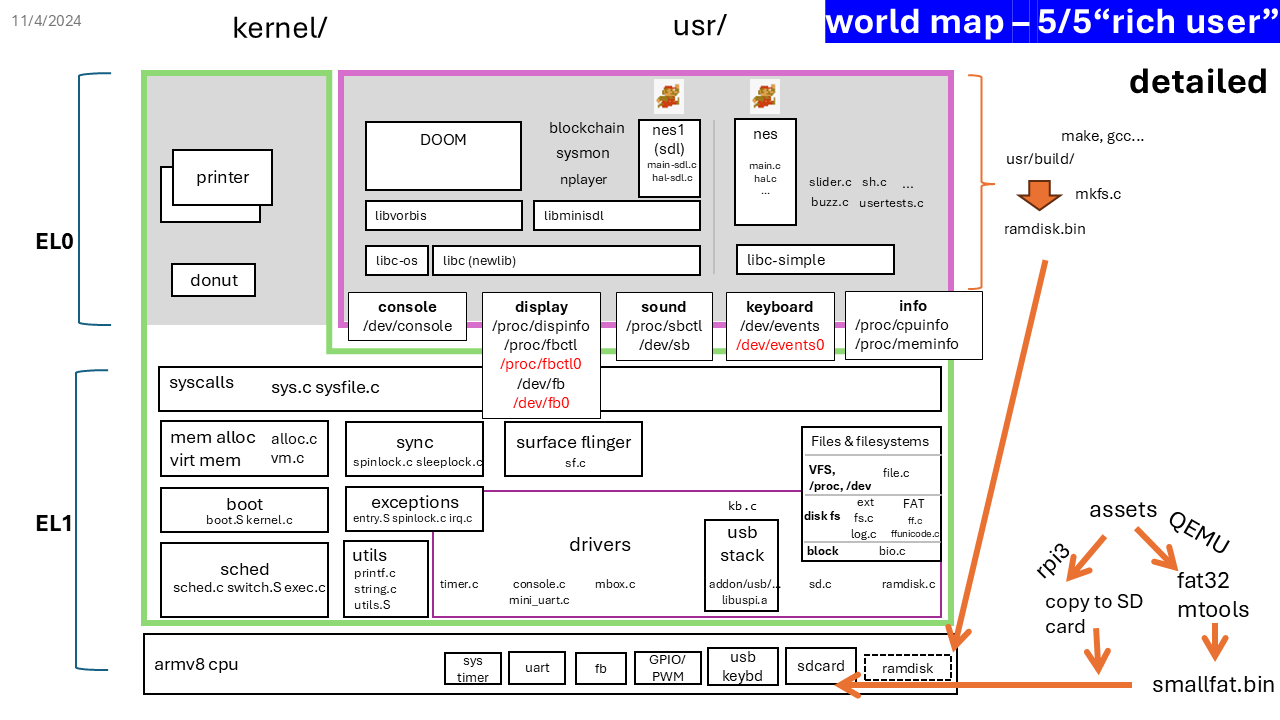 11/4/2024
kernel/
usr/
world map – 5/5“rich user”
detailed
EL0
printer
donut
DOOM
blockchain
sysmon
nplayer
nes1
(sdl)
main-sdl.c
hal-sdl.c
nes
main.c
hal.c
...
slider.c sh.c ...
buzz.c usertests.c
libvorbis
libminisdl
libc-os
libc (newlib)
libc-simple
make, gcc...
usr/build/
mkfs.c
ramdisk.bin
console
/dev/console
display
/proc/dispinfo
/proc/fbctl
/proc/fbctl0
/dev/fb
/dev/fb0
sound
/proc/sbctl
/dev/sb
keyboard
/dev/events
/dev/events0
info
/proc/cpuinfo
/proc/meminfo
EL1
syscalls
sys.c sysfile.c
mem alloc alloc.c
virt mem vm.c
sync
spinlock.c sleeplock.c
surface flinger
sf.c
boot
boot.S kernel.c
exceptions
entry.S spinlock.c irq.c
sched
sched.c switch.S exec.c
utils
printf.c
string.c
utils.S
drivers
timer.c
console.c
mini_uart.c
mbox.c
kb.c
usb
stack
addon/usb/...
libuspi.a
sd.c
ramdisk.c
Files & filesystems
VFS,
/proc, /dev
file.c
disk fs
ext
fs.c
log.c
FAT
ff.c
ffunicode.c
block
bio.c
armv8 cpu
sys
timer
uart
fb
GPIO/
PWM
usb
keybd
sdcard
ramdisk
assets
QEMU
rpi3
copy to SD
card
fat32
mtools
smallfat.bin